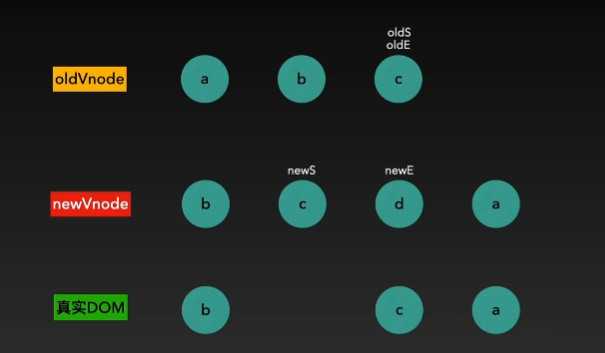 oldS
oldE
oldVnode a b c
newS newE
newVnode b c d a
真实DOM b c a